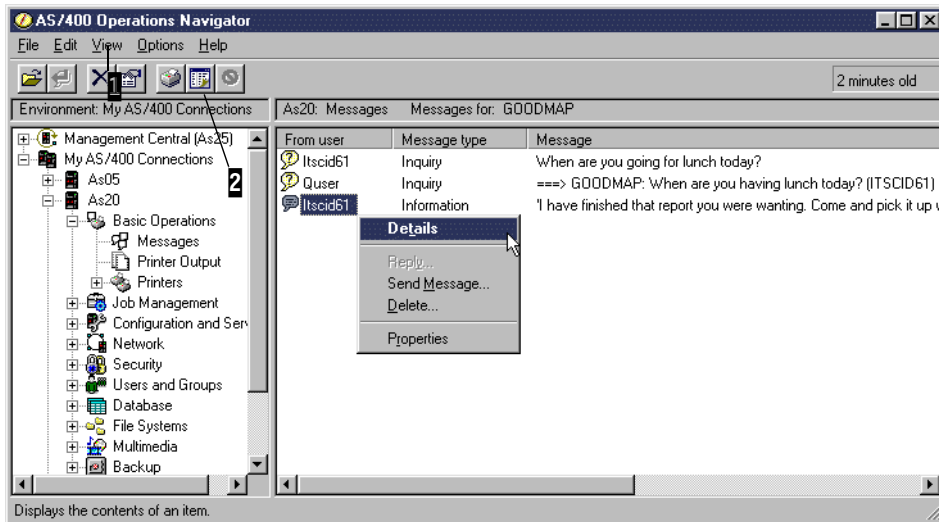 AS/400 Operations Navigator
File Edit View Options Help
1
2 minutes old
Environment: My AS/400 Connections
As20: Messages Messages for: GOODMAP
Management Central (As25)
My AS/400 Connections
As05
2
As20
Basic Operations
Messages
Printer Output
Printers
Job Management
Configuration and Serv
Network
Security
Users and Groups
Database
File Systems
Multimedia
Backup
From user Message type Message
Itscid61 Inquiry When are you going for lunch today?
Quser Inquiry ===> GOODMAP: When are you having lunch today? (ITSCID61)
Itscid61 Information 'I have finished that report you were wanting. Come and pick it up
Details
Reply...
Send Message...
Delete...
Properties
Displays the contents of an item.